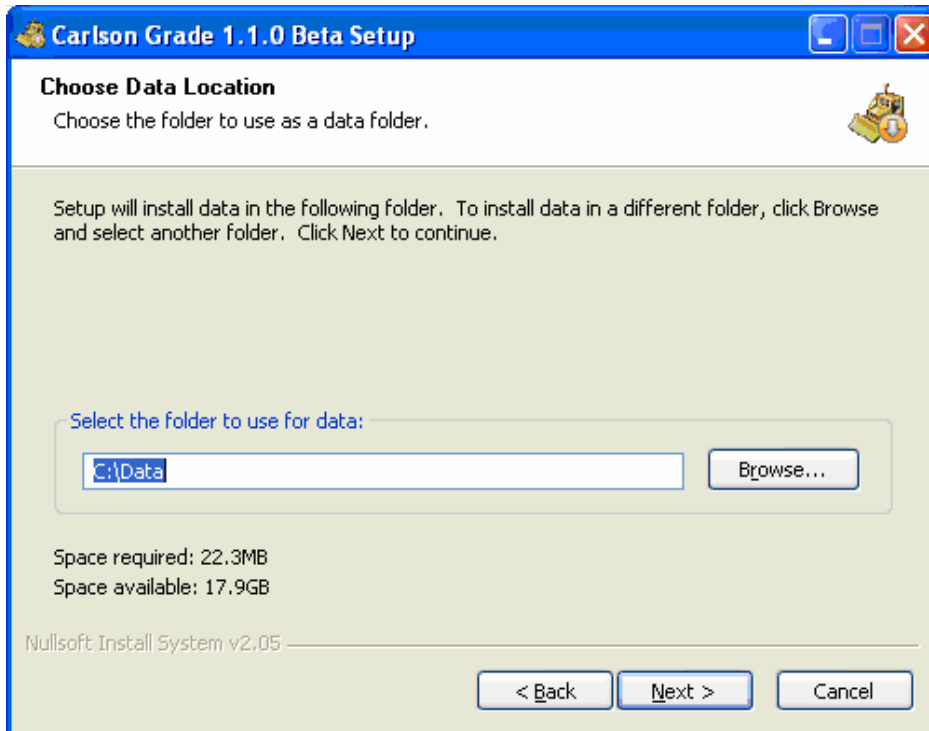 Carlson Grade 1.1.0 Beta Setup
Choose Data Location
Choose the folder to use as a data folder.
Setup will install data in the following folder.  To install data in a different folder, click Browse
and select another folder.  Click Next to continue.
Select the folder to use for data:
C:\Data
Browse...
Space required: 22.3MB
Space available: 17.9GB
Nullsoft Install System v2.05
< Back
Next >
Cancel